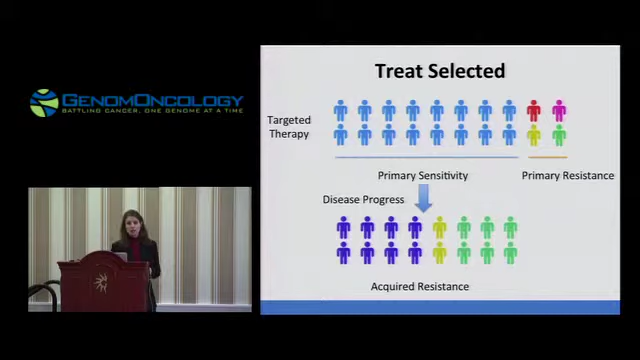 GENOMONCOLOGY
BATTLING CANCER, ONE GENOME AT A TIME
Treat Selected
Targeted
Therapy
Primary Sensitivity
Primary Resistance
Disease Progress
Acquired Resistance